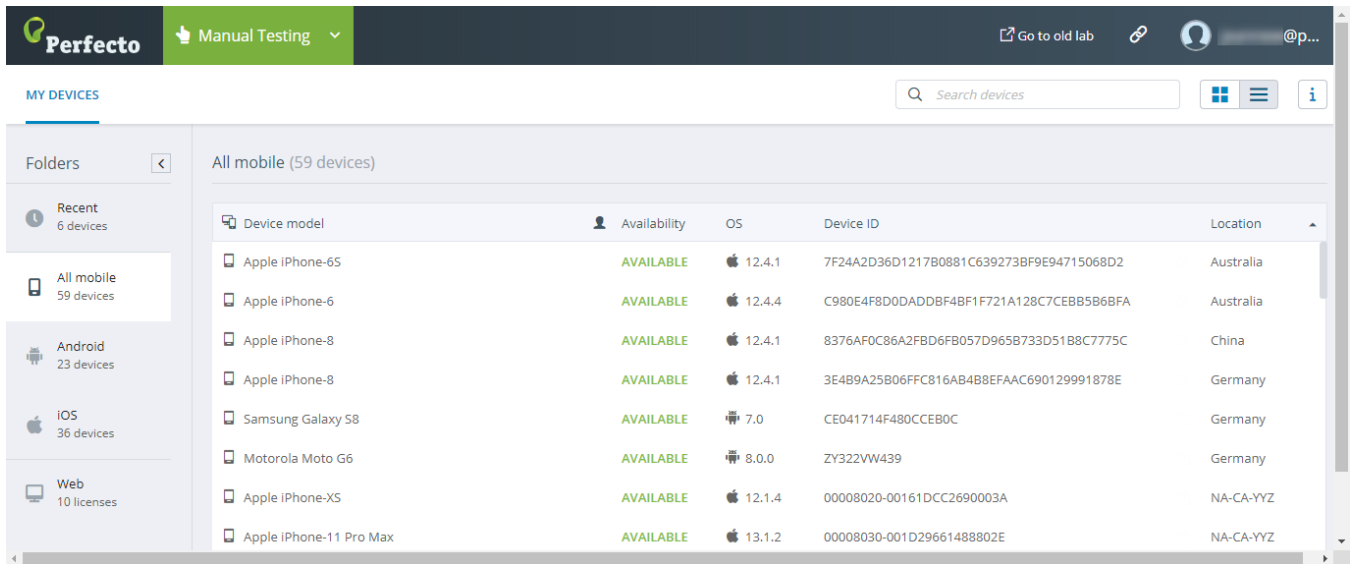 Perfecto
Manual Testing
Go to old lab
@p...
MY DEVICES
Search devices
i
Folders
All mobile (59 devices)
Recent
6 devices
All mobile
59 devices
Android
23 devices
iOS
36 devices
Web
10 licenses
Device model Availability OS Device ID Location
Apple iPhone-6S AVAILABLE 12.4.1 7F24A2D36D1217B0881C639273BF9E94715068D2 Australia
Apple iPhone-6 AVAILABLE 12.4.4 C980E4F8D0DADDBF4BF1F721A128C7CEBB5B6BFA Australia
Apple iPhone-8 AVAILABLE 12.4.1 8376AF0C86A2FBD6FB057D965B733D51B8C7775C China
Apple iPhone-8 AVAILABLE 12.4.1 3E4B9A25B06FFC816AB4B8EFAAC690129991878E Germany
Samsung Galaxy S8 AVAILABLE 7.0 CE041714F480CCEB0C Germany
Motorola Moto G6 AVAILABLE 8.0.0 ZY322VW439 Germany
Apple iPhone-XS AVAILABLE 12.1.4 00008020-00161DCC2690003A NA-CA-YYZ
Apple iPhone-11 Pro Max AVAILABLE 13.1.2 00008030-001D29661488802E NA-CA-YYZ